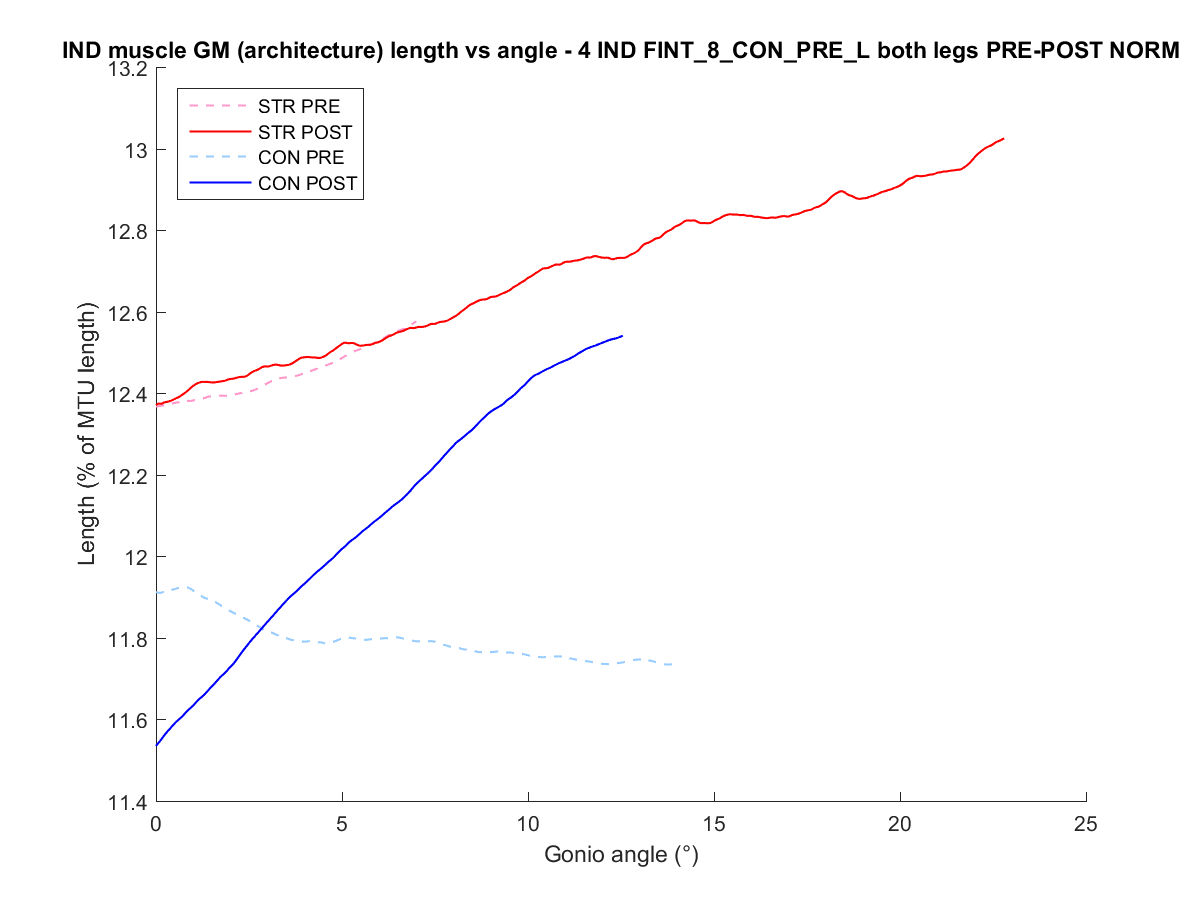 IND muscle GM (architecture) length vs angle - 4 IND FINT_8_CON_PRE_L both legs PRE-POST NORM
STR PRE
STR POST
CON PRE
CON POST
13.2
13
12.8
12.6
12.4
12.2
12
11.8
11.6
11.4
Length (% of MTU length)
0 5 10 15 20 25
Gonio angle (°)